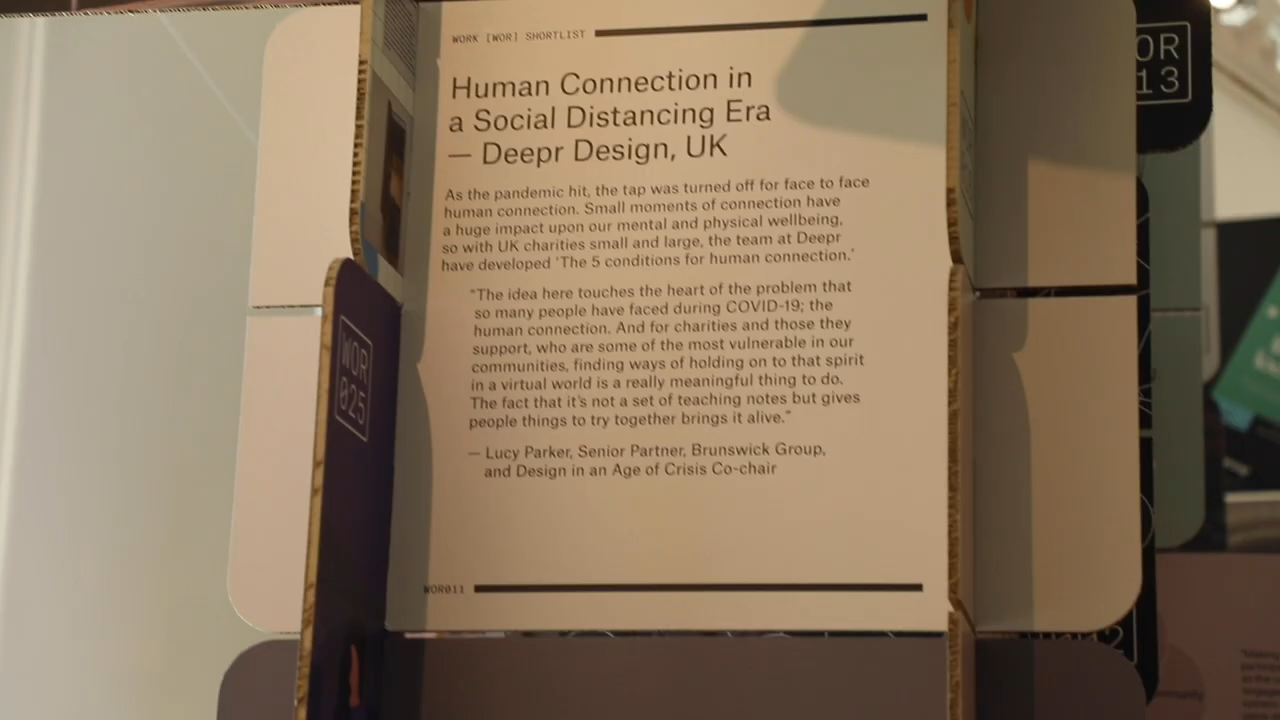 WORK [WOR] SHORTLIST
Human Connection in
a Social Distancing Era
— Deepr Design, UK
As the pandemic hit, the tap was turned off for face to face
human connection. Small moments of connection have
a huge impact upon our mental and physical wellbeing,
so with UK charities small and large, the team at Deepr
have developed ‘The 5 conditions for human connection.’
“The idea here touches the heart of the problem that
so many people have faced during COVID-19; the
human connection. And for charities and those they
support, who are some of the most vulnerable in our
communities, finding ways of holding on to that spirit
in a virtual world is a really meaningful thing to do.
The fact that it’s not a set of teaching notes but gives
people things to try together brings it alive.”
— Lucy Parker, Senior Partner, Brunswick Group,
and Design in an Age of Crisis Co-chair
WOR011
WOR
025
OR
13